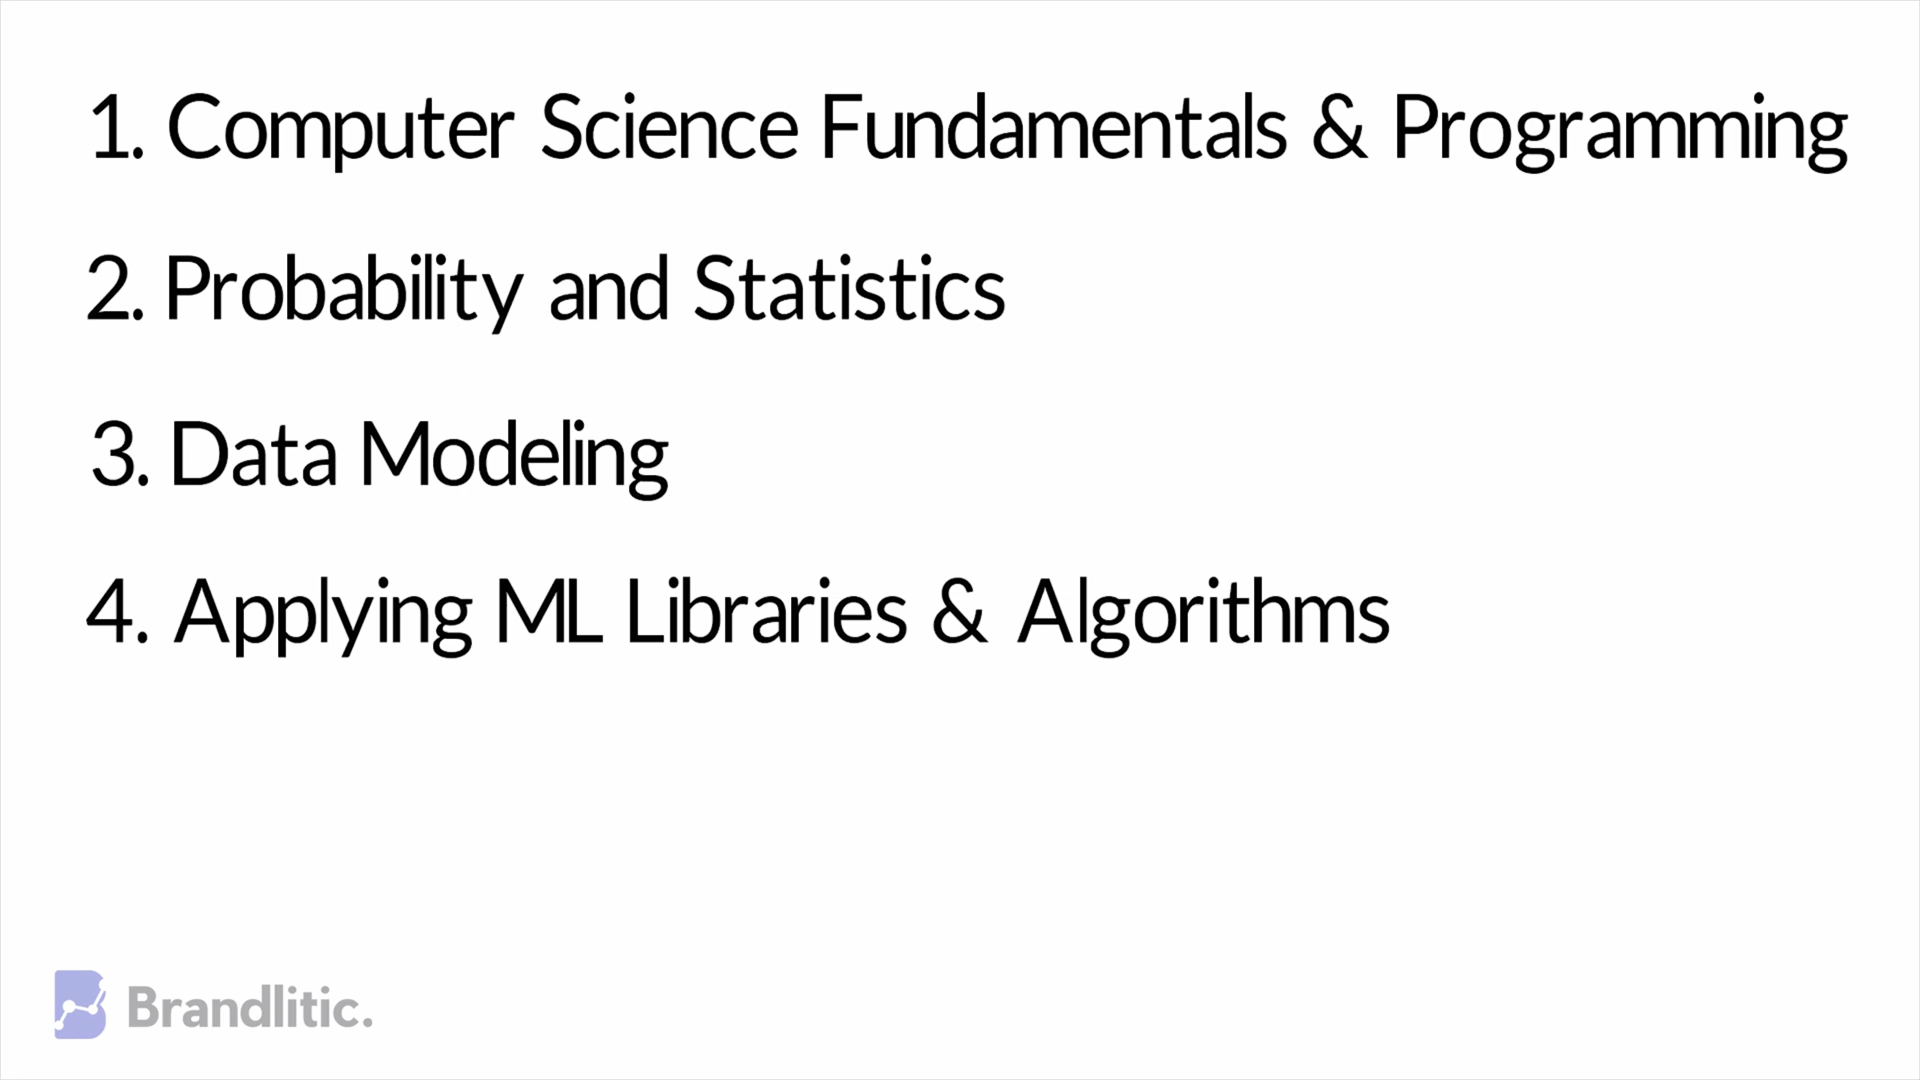 1. Computer Science Fundamentals & Programming
2. Probability and Statistics
3. Data Modeling
4. Applying ML Libraries & Algorithms
Brandlitic.